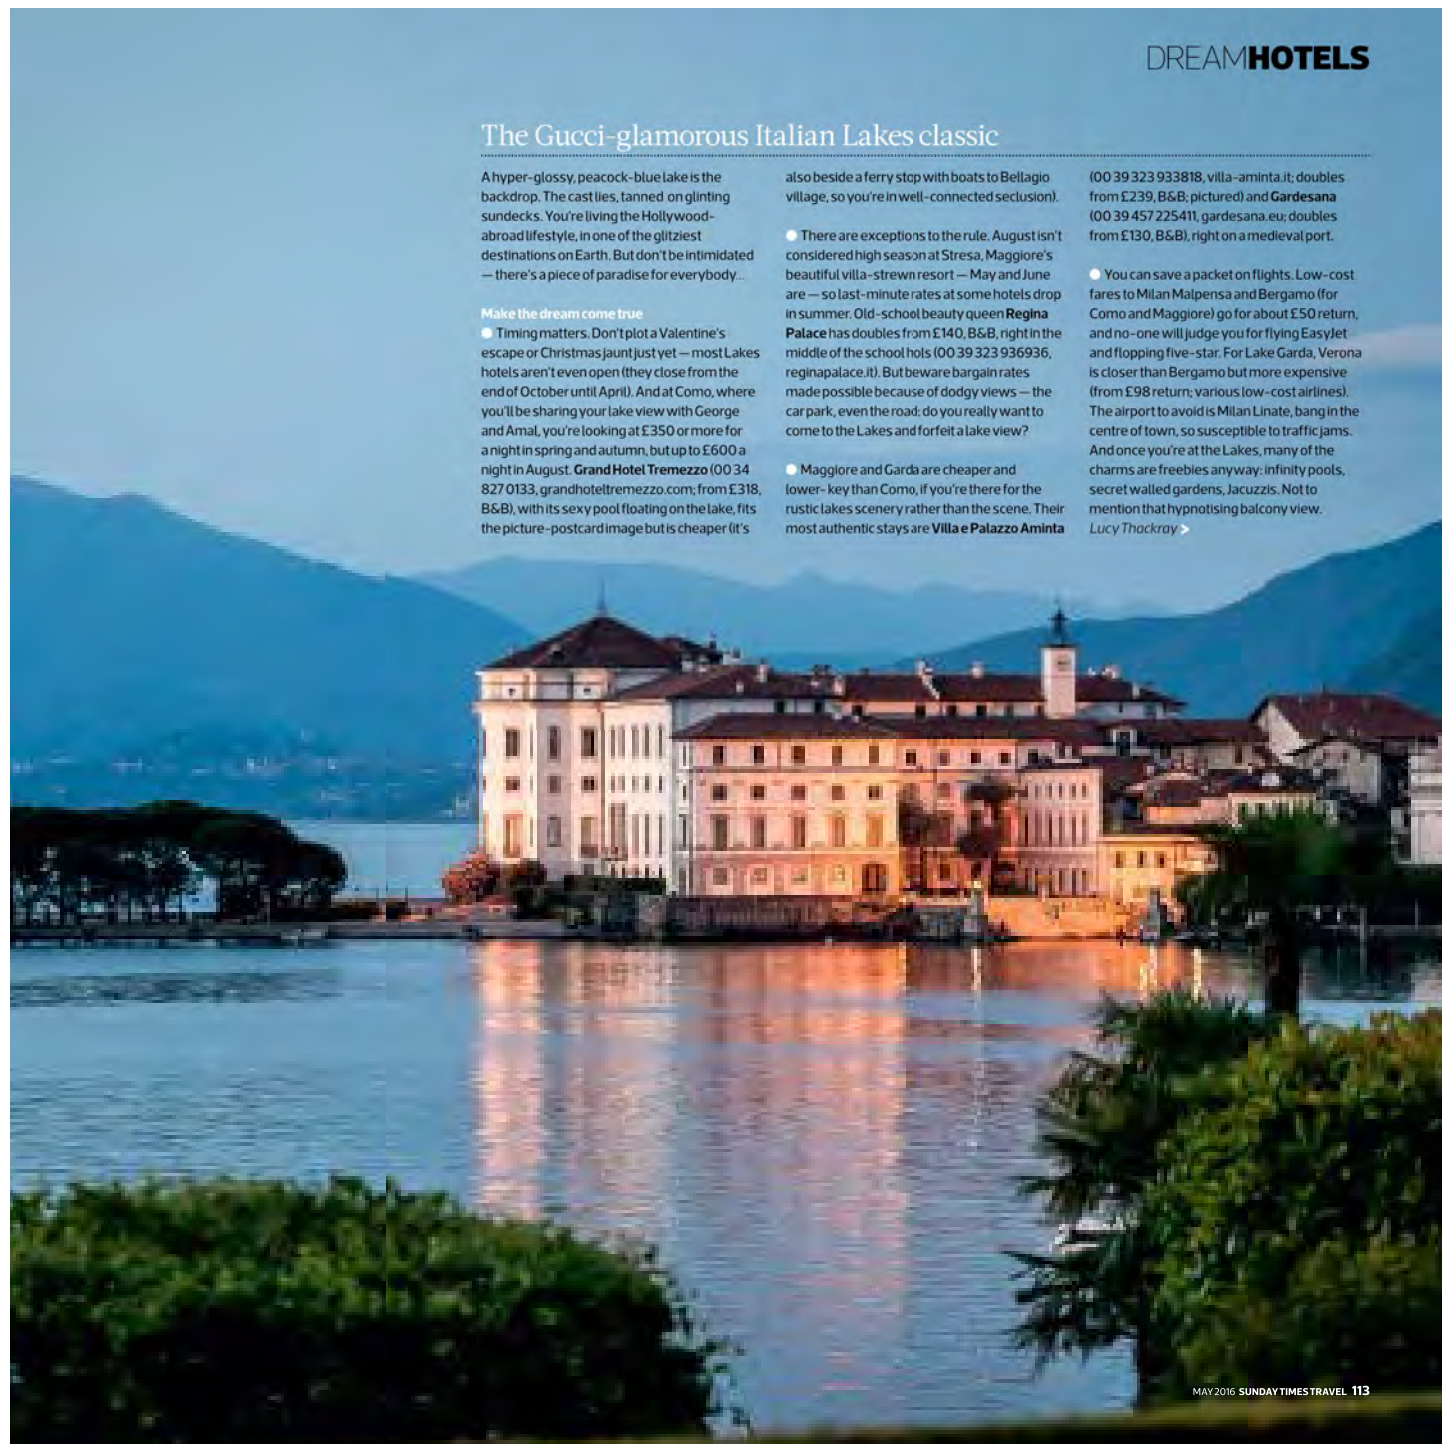 DREAMHOTELS
The Gucci-glamorous Italian Lakes classic
A hyper-glossy, peacock-blue lake is the
backdrop. The cast lies, tanned on glinting
sundecks. You're living the Hollywood-
abroad lifestyle, in one of the glitziest
destinations on Earth. But don't be intimidated
— there's a piece of paradise for everybody...
Make the dream come true
● Timing matters. Don't plot a Valentine's
escape or Christmas jaunt just yet — most Lakes
hotels aren't even open (they close from the
end of October until April). And at Como, where
you'll be sharing your lake view with George
and Amal, you're looking at £350 or more for
a night in spring and autumn, but up to £600 a
night in August. Grand Hotel Tremezzo (00 34
827 0133, grandhoteltremezzo.com; from £318,
B&B), with its sexy pool floating on the lake, fits
the picture-postcard image but is cheaper (it's
also beside a ferry stop with boats to Bellagio
village, so you're in well-connected seclusion).
● There are exceptions to the rule. August isn't
considered high season at Stresa, Maggiore's
beautiful villa-strewn resort — May and June
are — so last-minute rates at some hotels drop
in summer. Old-school beauty queen Regina
Palace has doubles from £140, B&B, right in the
middle of the school hols (00 39 323 936936,
reginapalace.it). But beware bargain rates
made possible because of dodgy views — the
car park, even the road: do you really want to
come to the Lakes and forfeit a lake view?
● Maggiore and Garda are cheaper and
lower-key than Como, if you're there for the
rustic lakes scenery rather than the scene. Their
most authentic stays are Villa e Palazzo Aminta
(00 39 323 933818, villa-aminta.it; doubles
from £239, B&B; pictured) and Gardesana
(00 39 457 225411, gardesana.eu; doubles
from £130, B&B), right on a medieval port.
● You can save a packet on flights. Low-cost
fares to Milan Malpensa and Bergamo (for
Como and Maggiore) go for about £50 return,
and no-one will judge you for flying EasyJet
and flopping five-star. For Lake Garda, Verona
is closer than Bergamo but more expensive
(from £98 return; various low-cost airlines).
The airport to avoid is Milan Linate, bang in the
centre of town, so susceptible to traffic jams.
And once you're at the Lakes, many of the
charms are freebies anyway: infinity pools,
secret walled gardens, Jacuzzis. Not to
mention that hypnotising balcony view.
Lucy Thackray >
MAY 2016 SUNDAY TIMES TRAVEL 113